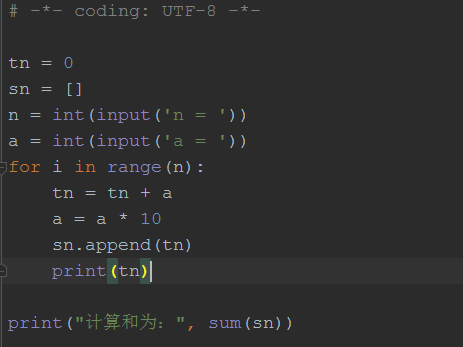 # -*- coding: UTF-8 -*-
tn = 0
sn = []
n = int(input('n = '))
a = int(input('a = '))
for i in range(n):
    tn = tn + a
    a = a * 10
    sn.append(tn)
    print(tn)
print("计算和为：", sum(sn))